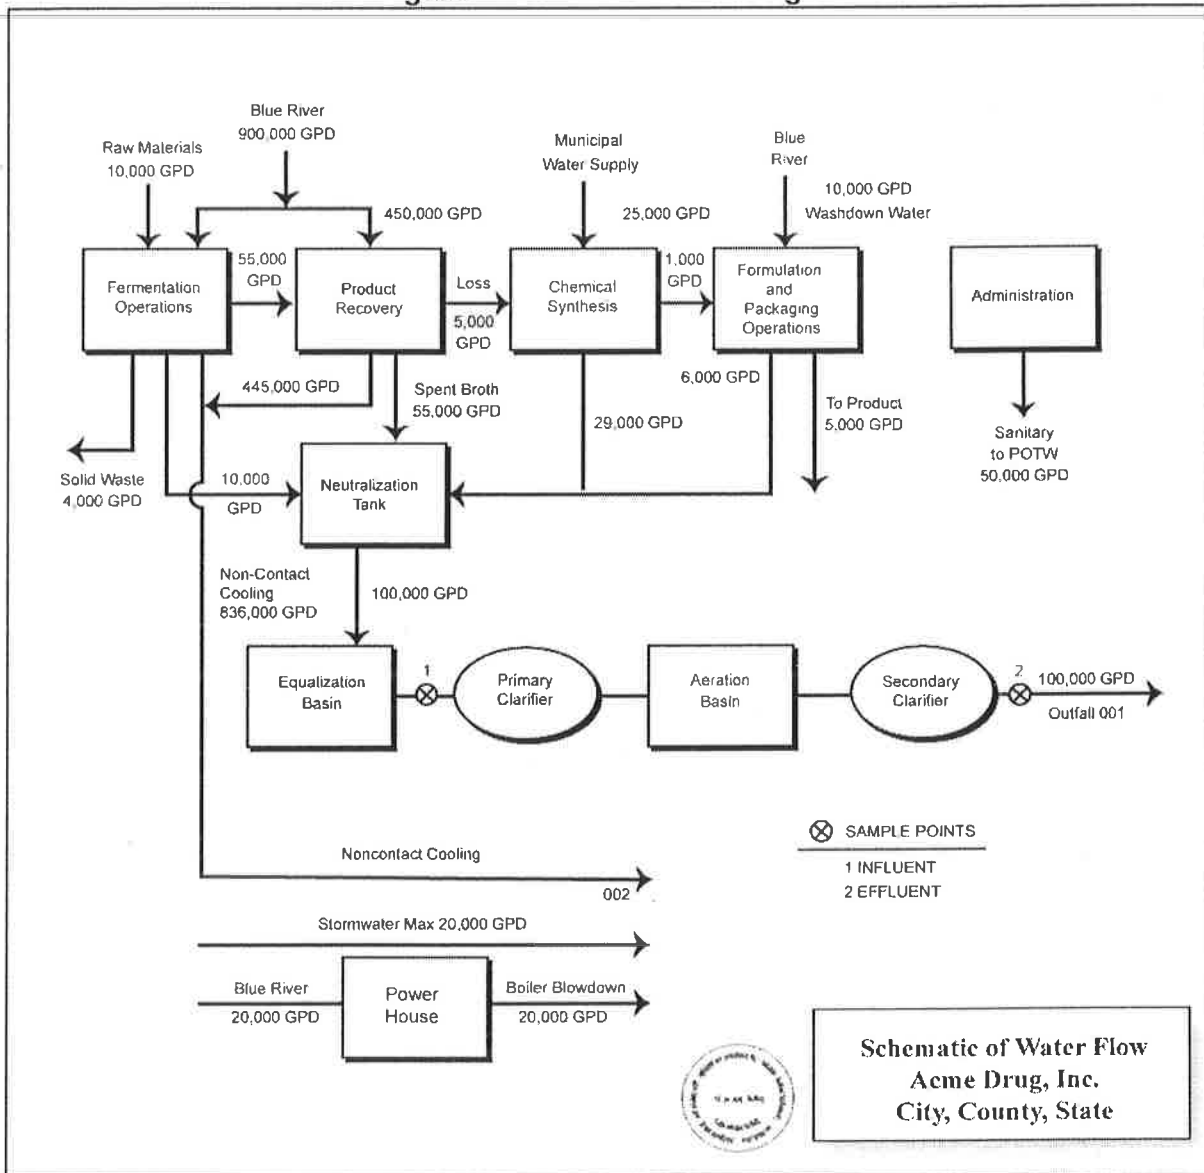 Blue River
900,000 GPD
Raw Materials
10,000 GPD
Municipal
Water Supply
Blue
River
10,000 GPD
Washdown Water
450,000 GPD
25,000 GPD
Fermentation
Operations
55,000
GPD
Product
Recovery
Loss
5,000
GPD
Chemical
Synthesis
1,000
GPD
Formulation
and
Packaging
Operations
Administration
445,000 GPD
Spent Broth
55,000 GPD
29,000 GPD
6,000 GPD
To Product
5,000 GPD
Sanitary
to POTW
50,000 GPD
Solid Waste
4,000 GPD
10,000
GPD
Neutralization
Tank
Non-Contact
Cooling
836,000 GPD
100,000 GPD
Equalization
Basin
1
Primary
Clarifier
Aeration
Basin
Secondary
Clarifier
2
100,000 GPD
Outfall 001
SAMPLE POINTS
1 INFLUENT
2 EFFLUENT
Noncontact Cooling
002
Stormwater Max 20,000 GPD
Blue River
20,000 GPD
Power
House
Boiler Blowdown
20,000 GPD
Schematic of Water Flow
Acme Drug, Inc.
City, County, State